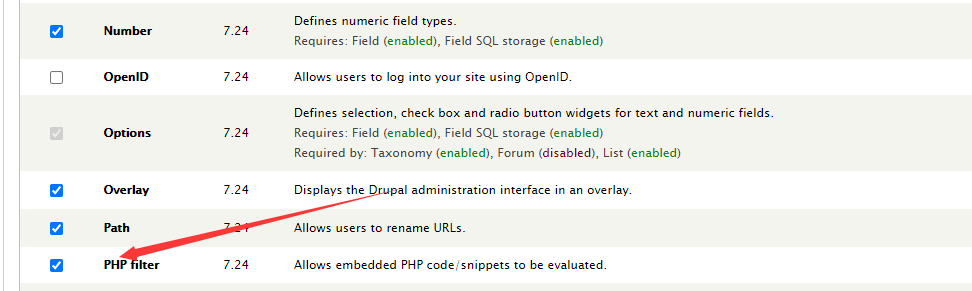 Number 7.24 Defines numeric field types.
Requires: Field (enabled), Field SQL storage (enabled)
OpenID 7.24 Allows users to log into your site using OpenID.
Options 7.24 Defines selection, check box and radio button widgets for text and numeric fields.
Requires: Field (enabled), Field SQL storage (enabled)
Required by: Taxonomy (enabled), Forum (disabled), List (enabled)
Overlay 7.24 Displays the Drupal administration interface in an overlay.
Path 7.24 Allows users to rename URLs.
PHP filter 7.24 Allows embedded PHP code/snippets to be evaluated.